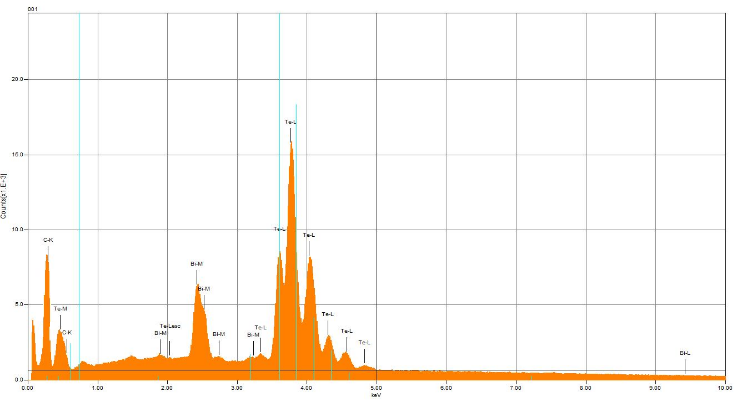 001
20.0
15.0
10.0
5.0
0.0
Counts[x1.E+3]
C-K
Te-M
C-K
Bi-M
Te-Lesc
Bi-M
Bi-M
Bi-M
Bi-M
Te-L
Te-L
Te-L
Te-L
Te-L
Te-L
Te-L
Bi-L
0.00 1.00 2.00 3.00 4.00 5.00 6.00 7.00 8.00 9.00 10.00
keV